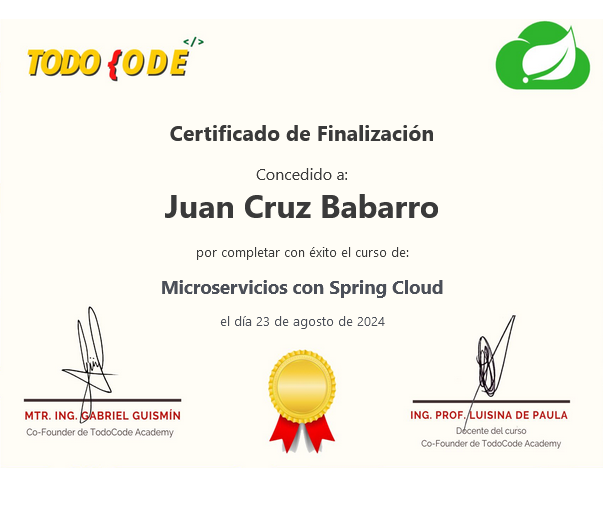 </>
TODO {ODE
Certificado de Finalización
Concedido a:
Juan Cruz Babarro
por completar con éxito el curso de:
Microservicios con Spring Cloud
el día 23 de agosto de 2024
MTR. ING. GABRIEL GUISMÍN
Co-Founder de TodoCode Academy
ING. PROF. LUISINA DE PAULA
Docente del curso
Co-Founder de TodoCode Academy